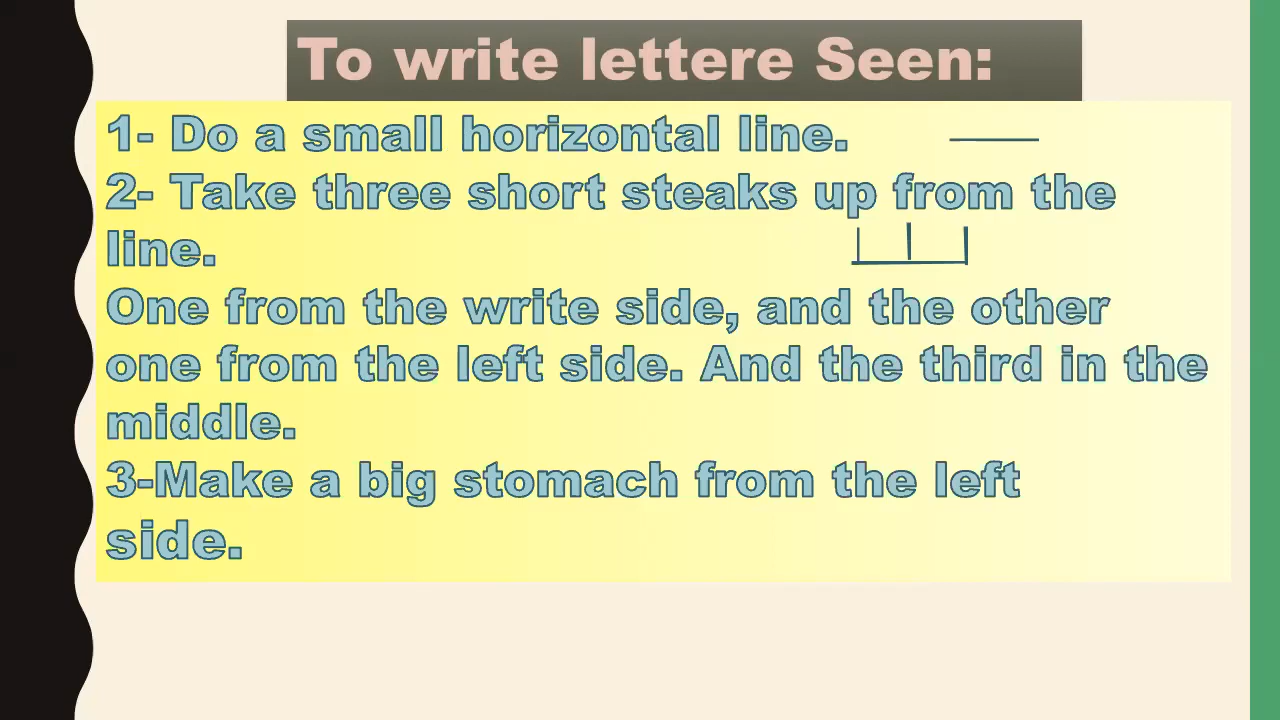 To write lettere Seen:
1- Do a small horizontal line.
2- Take three short steaks up from the
line.
One from the write side, and the other
one from the left side. And the third in the
middle.
3-Make a big stomach from the left
side.